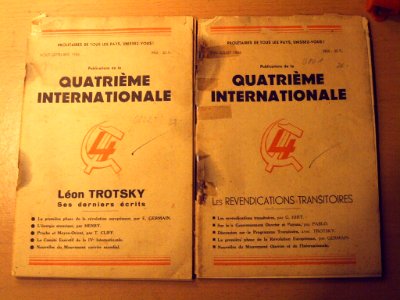 PROLÉTAIRES DE TOUS LES PAYS, UNISSEZ-VOUS!
Publications de la
QUATRIÈME
INTERNATIONALE
4
Léon TROTSKY
Ses derniers écrits
La première phase de la révolution européenne, par E. GERMAIN.
L'énergie atomique, par HENRY.
Proche et Moyen-Orient, par T. CLIFF.
Le Comité Exécutif de la IVe Internationale.
Nouvelles du Mouvement ouvrier mondial.
PROLÉTAIRES DE TOUS LES PAYS, UNISSEZ-VOUS!
Publications de la
QUATRIÈME
INTERNATIONALE
4
Les REVENDICATIONS TRANSITOIRES
Les revendications transitoires, par
Sur le Gouvernement Ouvrier et Paysan, par PABLO.
Discussion sur le Programme Transitoire, avec TROTSKY.
La première phase de la Révolution Européenne, par GERMAIN.
Nouvelles du Mouvement Ouvrier et de l'Internationale.